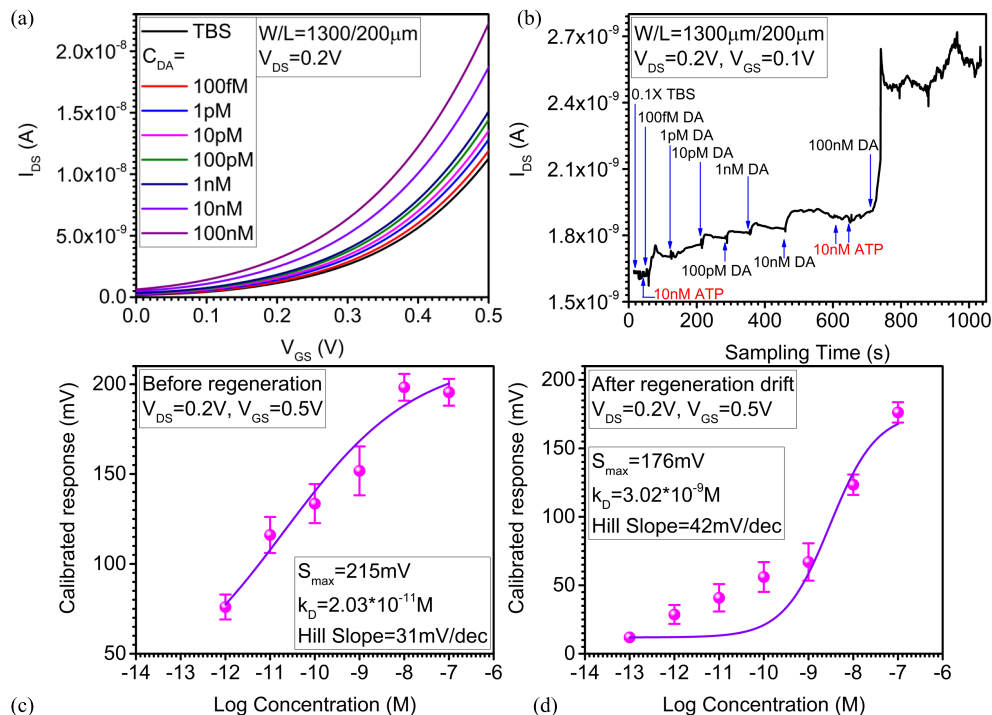 (a)
TBS
C_DA=
100fM
1pM
10pM
100pM
1nM
10nM
100nM
W/L=1300/200μm
V_DS=0.2V
2.0x10⁻⁸
1.5x10⁻⁸
1.0x10⁻⁸
5.0x10⁻⁹
0.0
I_DS (A)
0.0 0.1 0.2 0.3 0.4 0.5
V_GS (V)
(b)
W/L=1300μm/200μm
V_DS=0.2V, V_GS=0.1V
2.7x10⁻⁹
2.4x10⁻⁹
2.1x10⁻⁹
1.8x10⁻⁹
1.5x10⁻⁹
I_DS (A)
0.1X TBS
100fM DA
1pM DA
10pM DA
1nM DA
100nM DA
100pM DA
10nM DA
10nM ATP
10nM ATP
0 200 400 600 800 1000
Sampling Time (s)
Before regeneration
V_DS=0.2V, V_GS=0.5V
S_max=215mV
k_D=2.03*10⁻¹¹M
Hill Slope=31mV/dec
200
150
100
50
Calibrated response (mV)
-14 -13 -12 -11 -10 -9 -8 -7 -6
Log Concentration (M)
(c)
After regeneration drift
V_DS=0.2V, V_GS=0.5V
S_max=176mV
k_D=3.02*10⁻⁹M
Hill Slope=42mV/dec
200
150
100
50
0
Calibrated response (mV)
-14 -13 -12 -11 -10 -9 -8 -7 -6
Log Concentration (M)
(d)